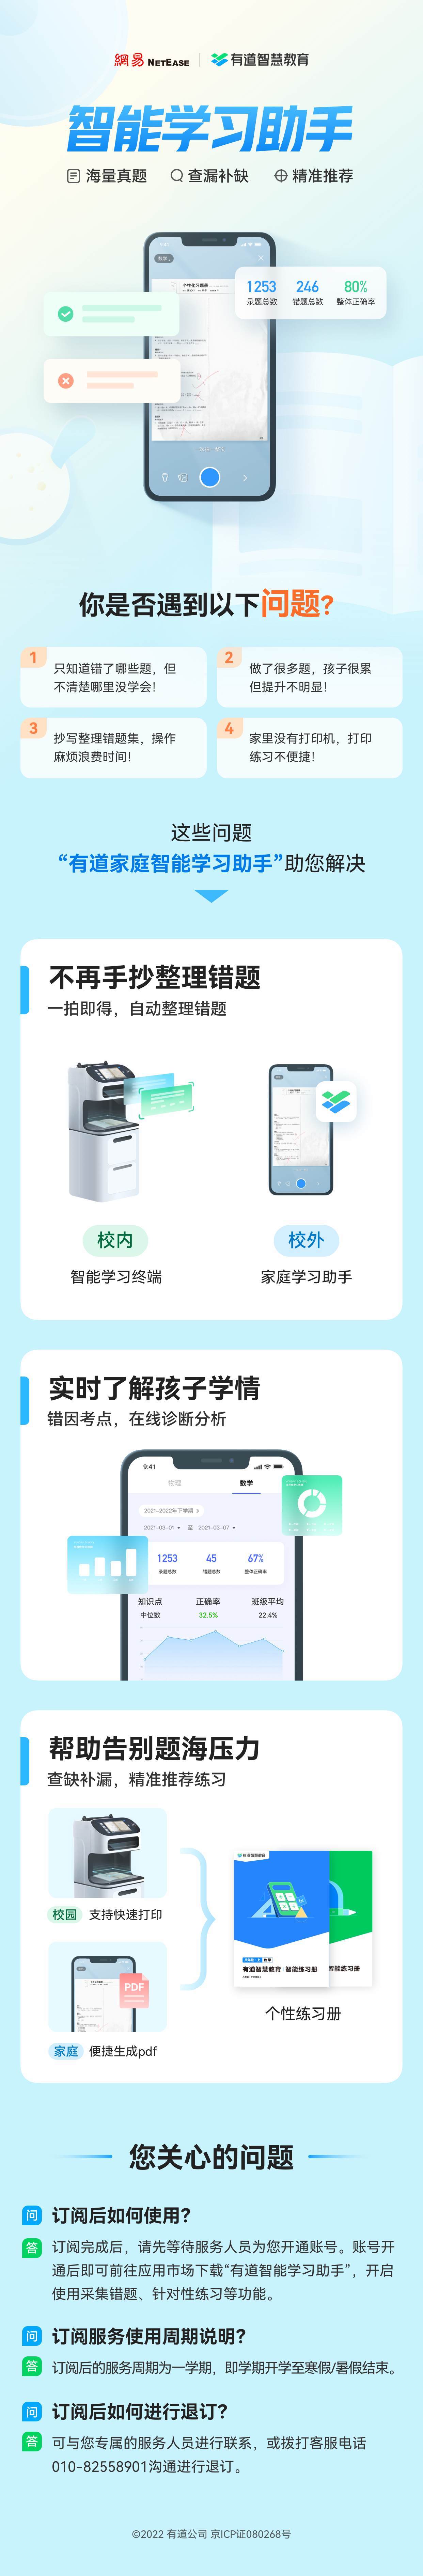 網易 NETEASE 有道智慧教育
智能学习助手
海量真题 查漏补缺 精准推荐
1253 246 80%
录题总数 错题总数 整体正确率
你是否遇到以下问题?
1 2
只知道错了哪些题，但
不清楚哪里没学会！
做了很多题，孩子很累
但提升不明显！
3 4
抄写整理错题集，操作
麻烦浪费时间！
家里没有打印机，打印
练习不便捷！
这些问题
“有道家庭智能学习助手”助您解决
不再手抄整理错题
一拍即得，自动整理错题
校内 校外
智能学习终端 家庭学习助手
实时了解孩子学情
错因考点，在线诊断分析
9:41
物理 数学
2021-2022年下学期
2021-03-01 至 2021-03-07
1253 45 67%
录题总数 错题总数 整体正确率
知识点 正确率 班级平均
中位数 32.5% 22.4%
帮助告别题海压力
查缺补漏，精准推荐练习
校园 支持快速打印
PDF
家庭 便捷生成pdf
有道智慧教育
有道智慧教育 智能练习册
智能练习册
个性练习册
您关心的问题
问 订阅后如何使用?
答 订阅完成后，请先等待服务人员为您开通账号。账号开
通后即可前往应用市场下载“有道智能学习助手”，开启
使用采集错题、针对性练习等功能。
问 订阅服务使用周期说明?
答 订阅后的服务周期为一学期，即学期开学至寒假/暑假结束。
问 订阅后如何进行退订?
答 可与您专属的服务人员进行联系，或拨打客服电话
010-82558901沟通进行退订。
©2022 有道公司 京ICP证080268号